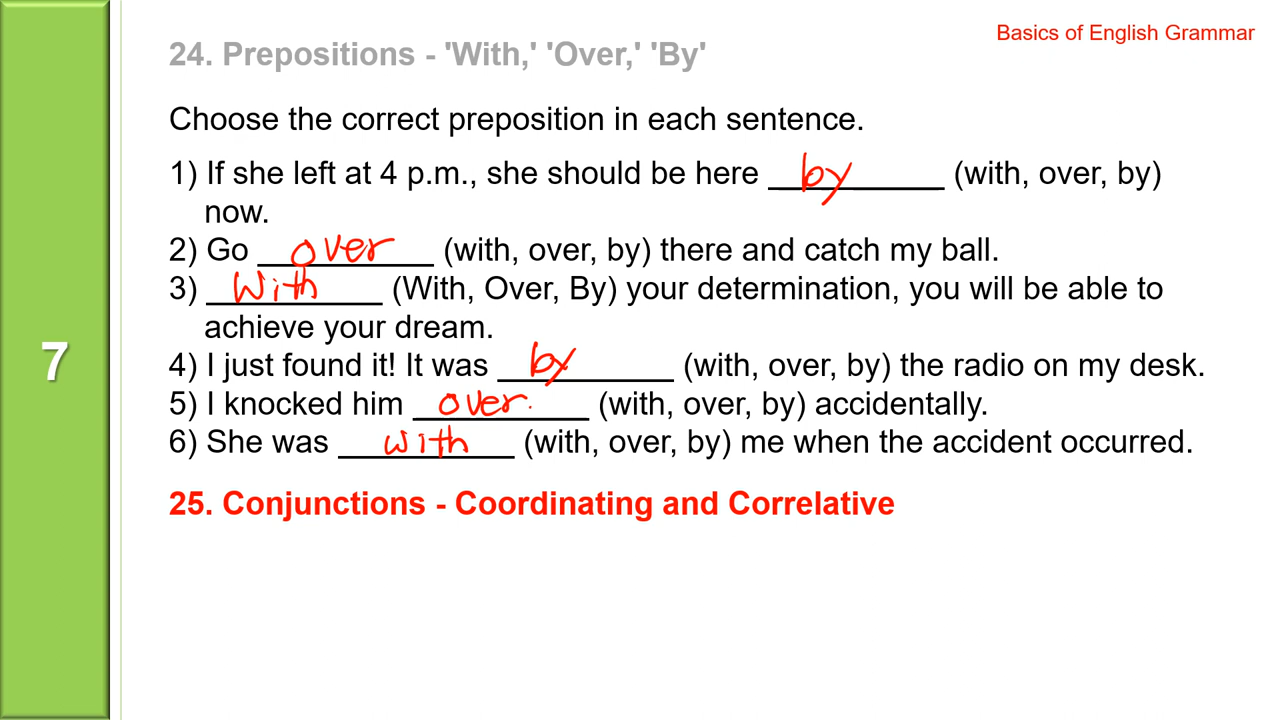 Basics of English Grammar
24. Prepositions - 'With,' 'Over,' 'By'
Choose the correct preposition in each sentence.
1) If she left at 4 p.m., she should be here by (with, over, by)
now.
2) Go over (with, over, by) there and catch my ball.
3) With (With, Over, By) your determination, you will be able to
achieve your dream.
7
4) I just found it! It was by (with, over, by) the radio on my desk.
5) I knocked him over. (with, over, by) accidentally.
6) She was with (with, over, by) me when the accident occurred.
25. Conjunctions - Coordinating and Correlative